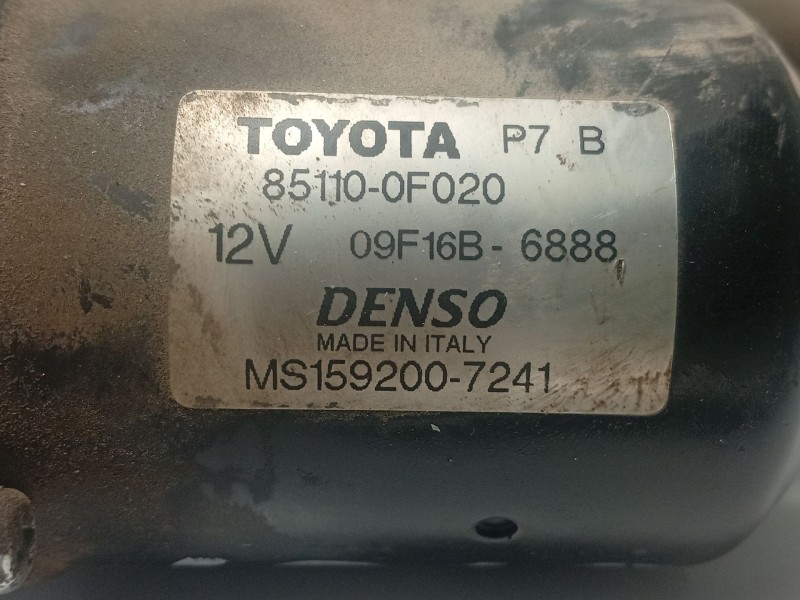 TOYOTA P7 B
85110-0F020
12V 09F16B-6888
DENSO
MADE IN ITALY
MS159200-7241